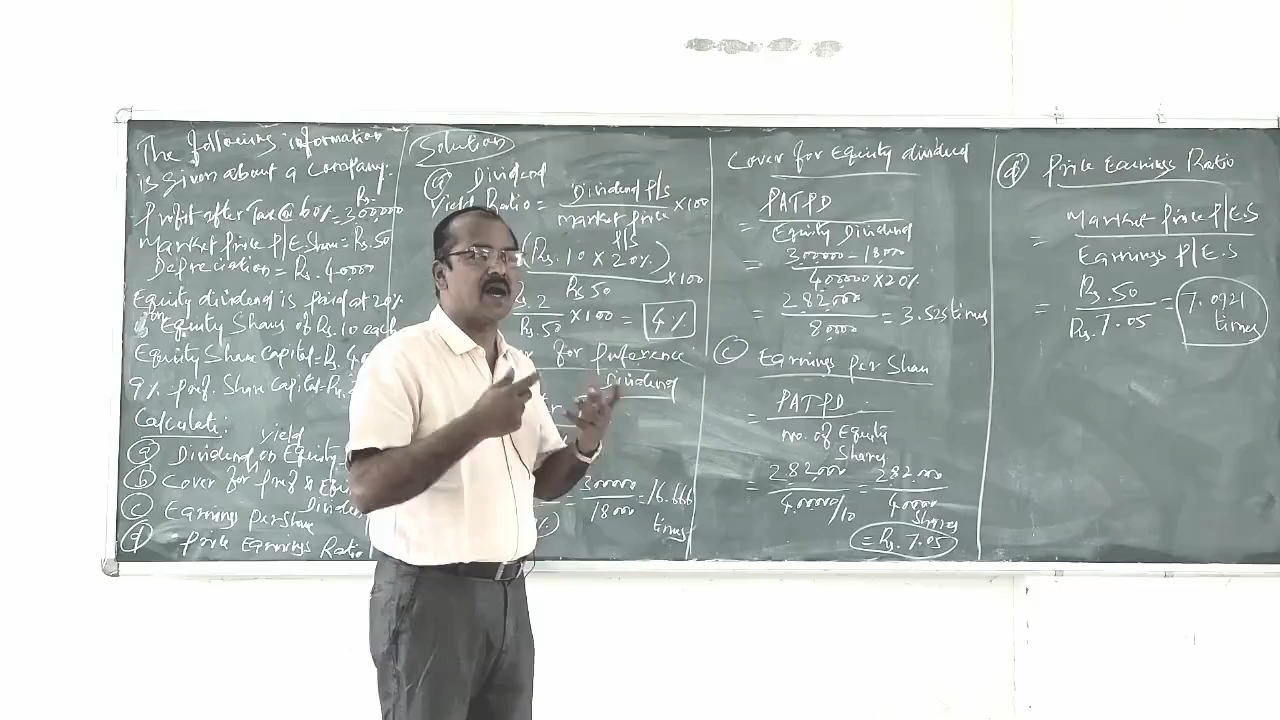 The following information
is given about a company.
Rs.
Profit after Tax @ 60% = 300000
Market Price P/E.Share = Rs.50
Depreciation = Rs. 40000
Equity dividend is paid at 20%
on Equity Shares of Rs.10 each
Equity Share Capital = Rs. 40
9% Pref. Share Capital = Rs.
Calculate:
(a) Dividend yield on Equity
(b) Cover for Pref & Equi
Dividen
(c) Earnings per Share
(d) Price Earnings Ratio
Solution
(a) Dividend
Yield Ratio = Dividend P/S / Market Price × 100
(Rs.10 × 20%) P/S / Rs 50 × 100
.2 / Rs.50 × 100 = 4%
for Preference
Dividend
= 300000 / 18000 = 16.666
times
Cover for Equity dividend
= PATPD / Equity Dividend
= 300000 - 18000 / 400000 × 20%
= 282000 / 80000 = 3.525 times
(c) Earnings per Share
= PATPD / no. of Equity Shares
= 282000 / 400000/10 = 282000 / 40000 Shares
= Rs. 7.05
(d) Price Earnings Ratio
= Market Price P/E.S / Earnings P/E.S
= Rs.50 / Rs.7.05 = 7.0921 times